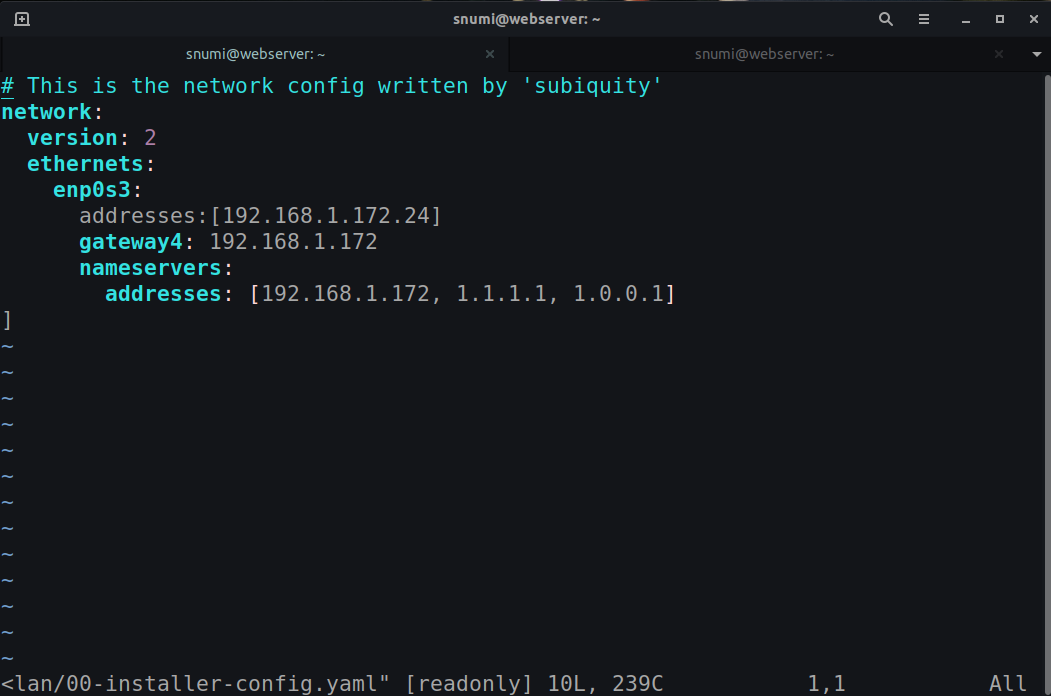 snumi@webserver: ~
snumi@webserver: ~
snumi@webserver: ~
# This is the network config written by 'subiquity'
network:
  version: 2
  ethernets:
    enp0s3:
      addresses:[192.168.1.172.24]
      gateway4: 192.168.1.172
      nameservers:
        addresses: [192.168.1.172, 1.1.1.1, 1.0.0.1]
]
~
~
~
~
~
~
~
~
~
~
~
~
~
<lan/00-installer-config.yaml" [readonly] 10L, 239C 1,1 All